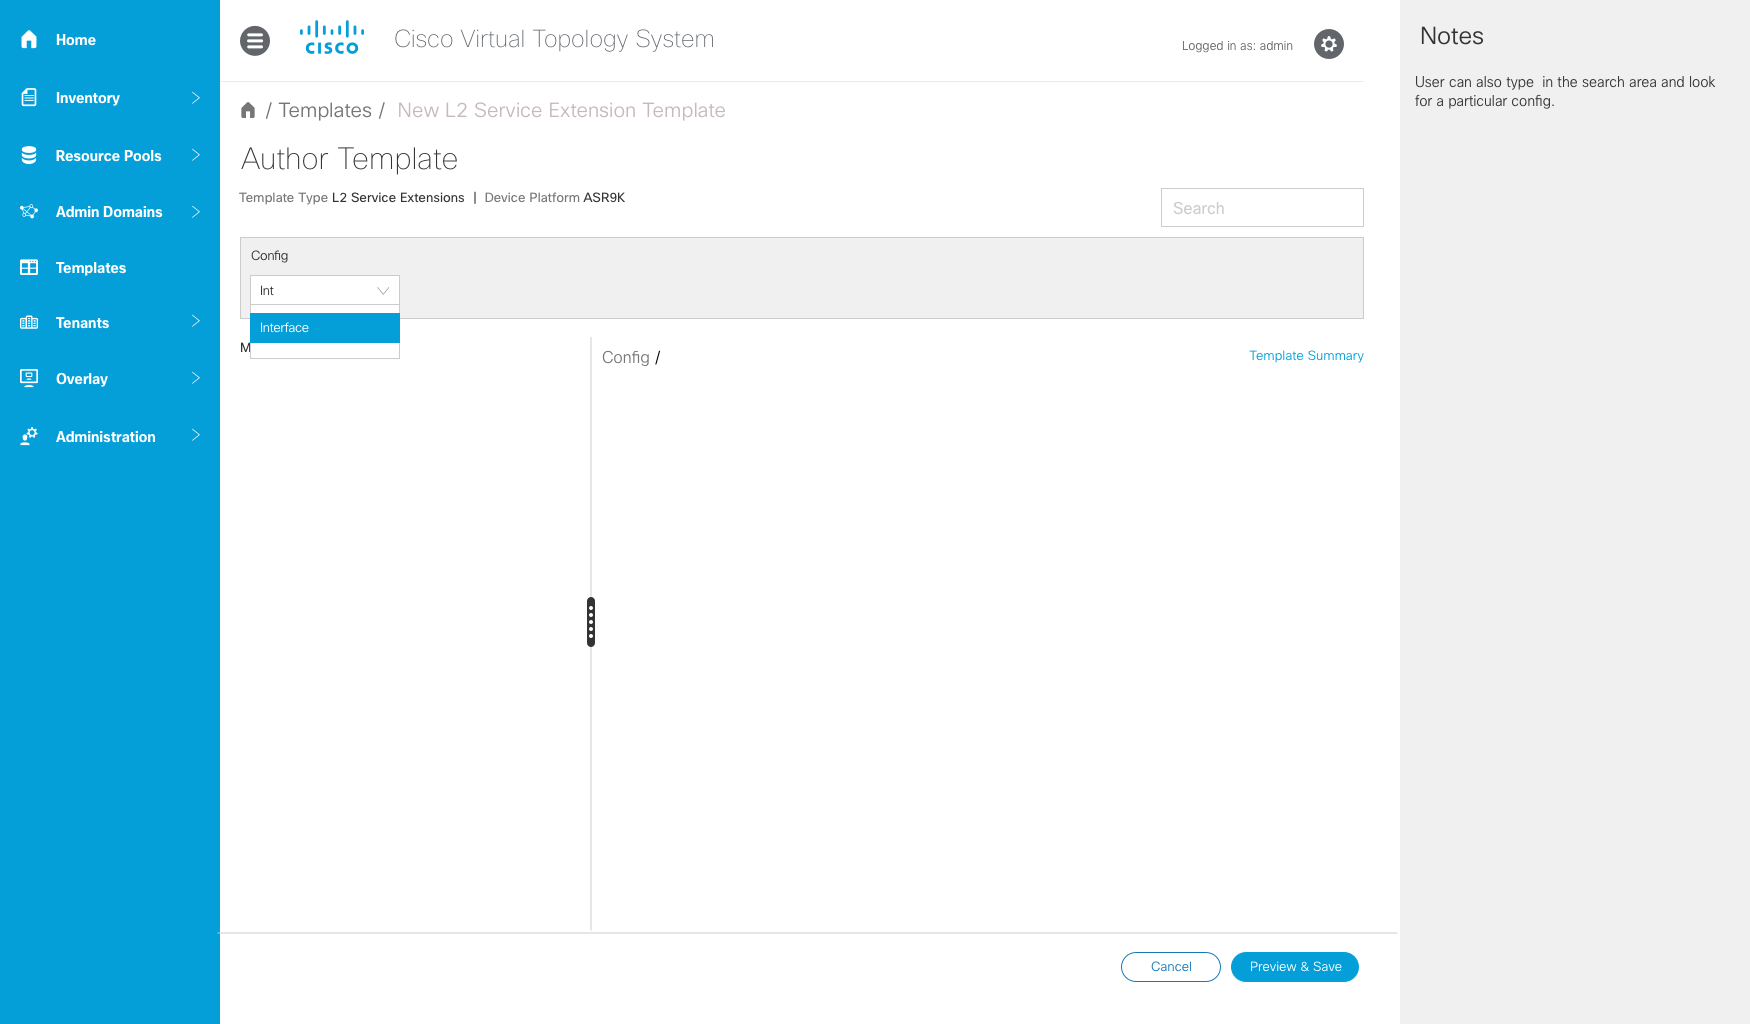 Home
Inventory
Resource Pools
Admin Domains
Templates
Tenants
Overlay
Administration
CISCO
Cisco Virtual Topology System
Logged in as: admin
/ Templates / New L2 Service Extension Template
Author Template
Template Type L2 Service Extensions | Device Platform ASR9K
Search
Config
Int
Interface
M
Config /
Template Summary
Cancel
Preview & Save
Notes
User can also type in the search area and look
for a particular config.